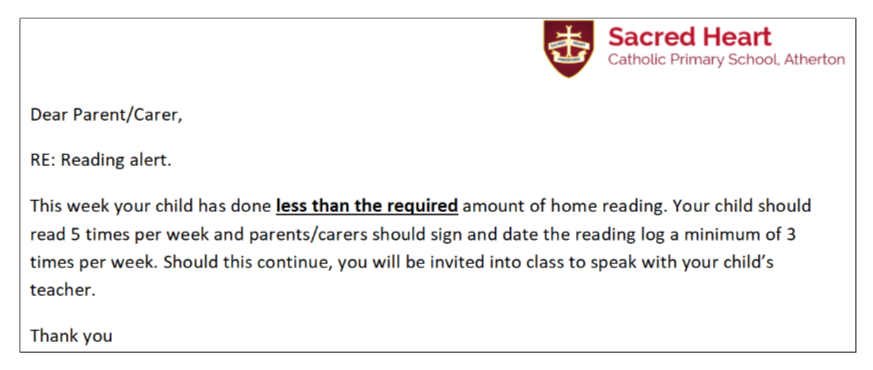 Sacred Heart
Catholic Primary School, Atherton
Dear Parent/Carer,
RE: Reading alert.
This week your child has done less than the required amount of home reading. Your child should
read 5 times per week and parents/carers should sign and date the reading log a minimum of 3
times per week. Should this continue, you will be invited into class to speak with your child's
teacher.
Thank you